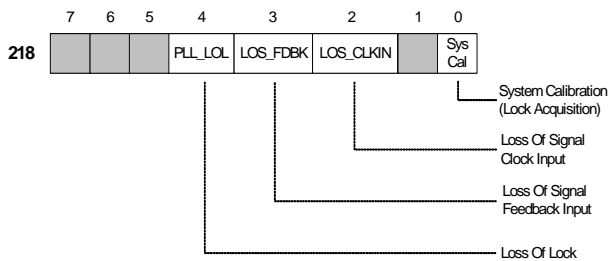 7 6 5 4 3 2 1 0
218 PLL_LOL LOS_FDBK LOS_CLKIN Sys
Cal
System Calibration
(Lock Acquisition)
Loss Of Signal
Clock Input
Loss Of Signal
Feedback Input
Loss Of Lock